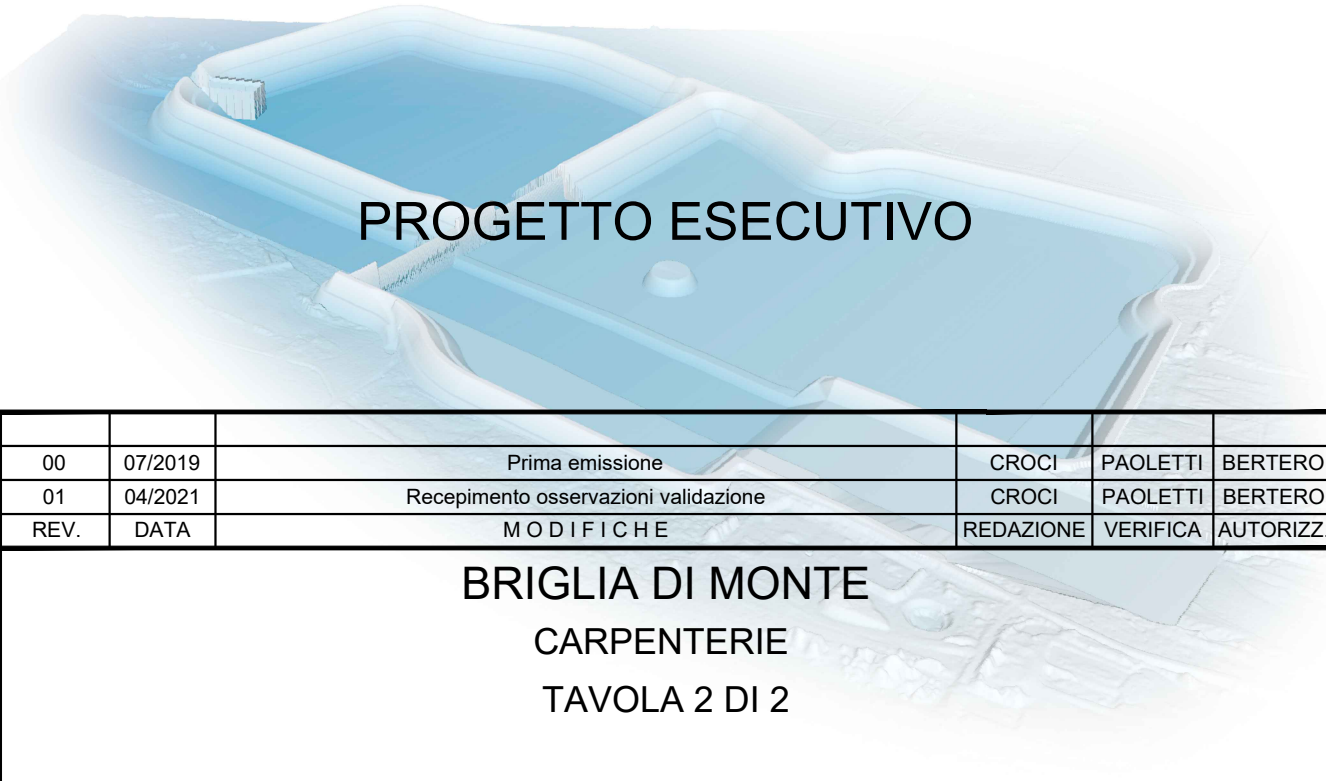 PROGETTO ESECUTIVO
00 07/2019 Prima emissione CROCI PAOLETTI BERTERO
01 04/2021 Recepimento osservazioni validazione CROCI PAOLETTI BERTERO
REV. DATA M O D I F I C H E REDAZIONE VERIFICA AUTORIZZ.
BRIGLIA DI MONTE
CARPENTERIE
TAVOLA 2 DI 2